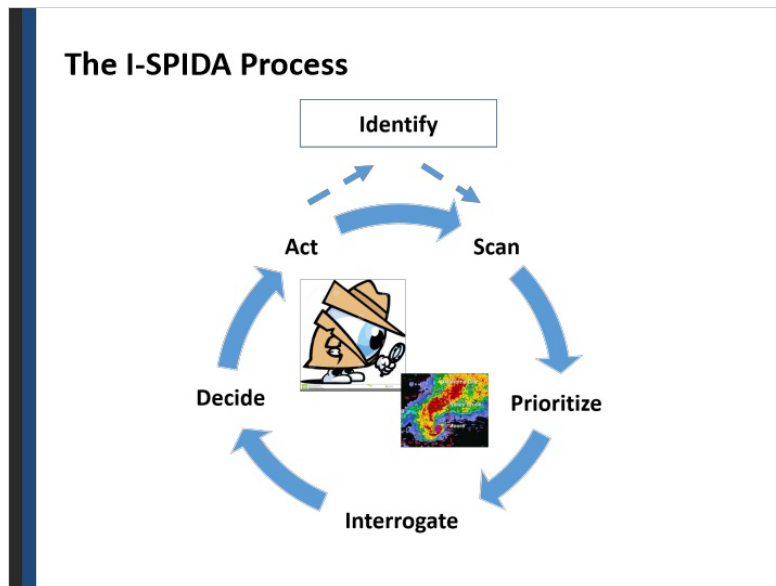 The I-SPIDA Process
Identify
Act
Scan
Decide
Prioritize
Interrogate